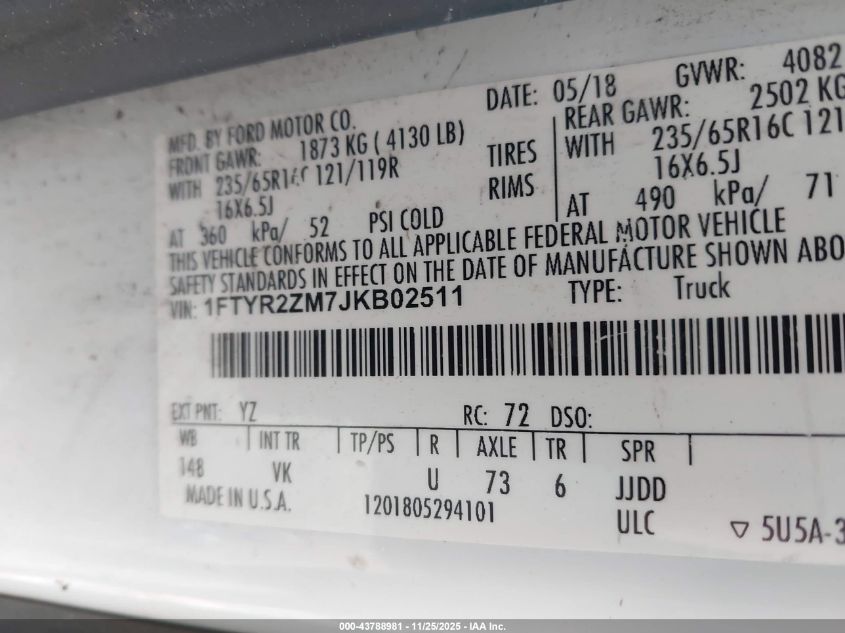 MFD. BY FORD MOTOR CO. DATE: 05/18 GVWR: 4082
FRONT GAWR: 1873 KG ( 4130 LB) REAR GAWR: 2502 KG
WITH 235/65R16C 121/119R TIRES WITH 235/65R16C 121
16X6.5J RIMS 16X6.5J
AT 360 kPa/ 52 PSI COLD AT 490 kPa/ 71
THIS VEHICLE CONFORMS TO ALL APPLICABLE FEDERAL MOTOR VEHICLE
SAFETY STANDARDS IN EFFECT ON THE DATE OF MANUFACTURE SHOWN ABO
VIN: 1FTYR2ZM7JKB02511 TYPE: Truck
EXT PNT: YZ RC: 72 DSO:
WB INT TR TP/PS R AXLE TR SPR
148 VK U 73 6 JJDD
MADE IN U.S.A. 1201805294101 ULC ▽ 5U5A-3
000-43788981 - 11/25/2025 - IAA Inc.